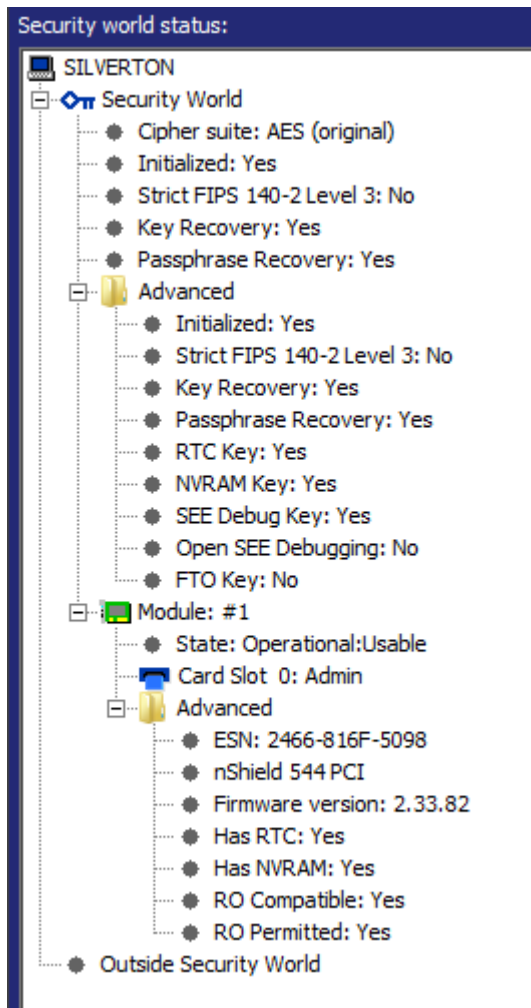 Security world status:
SILVERTON
Security World
Cipher suite: AES (original)
Initialized: Yes
Strict FIPS 140-2 Level 3: No
Key Recovery: Yes
Passphrase Recovery: Yes
Advanced
Initialized: Yes
Strict FIPS 140-2 Level 3: No
Key Recovery: Yes
Passphrase Recovery: Yes
RTC Key: Yes
NVRAM Key: Yes
SEE Debug Key: Yes
Open SEE Debugging: No
FTO Key: No
Module: #1
State: Operational:Usable
Card Slot 0: Admin
Advanced
ESN: 2466-816F-5098
nShield 544 PCI
Firmware version: 2.33.82
Has RTC: Yes
Has NVRAM: Yes
RO Compatible: Yes
RO Permitted: Yes
Outside Security World